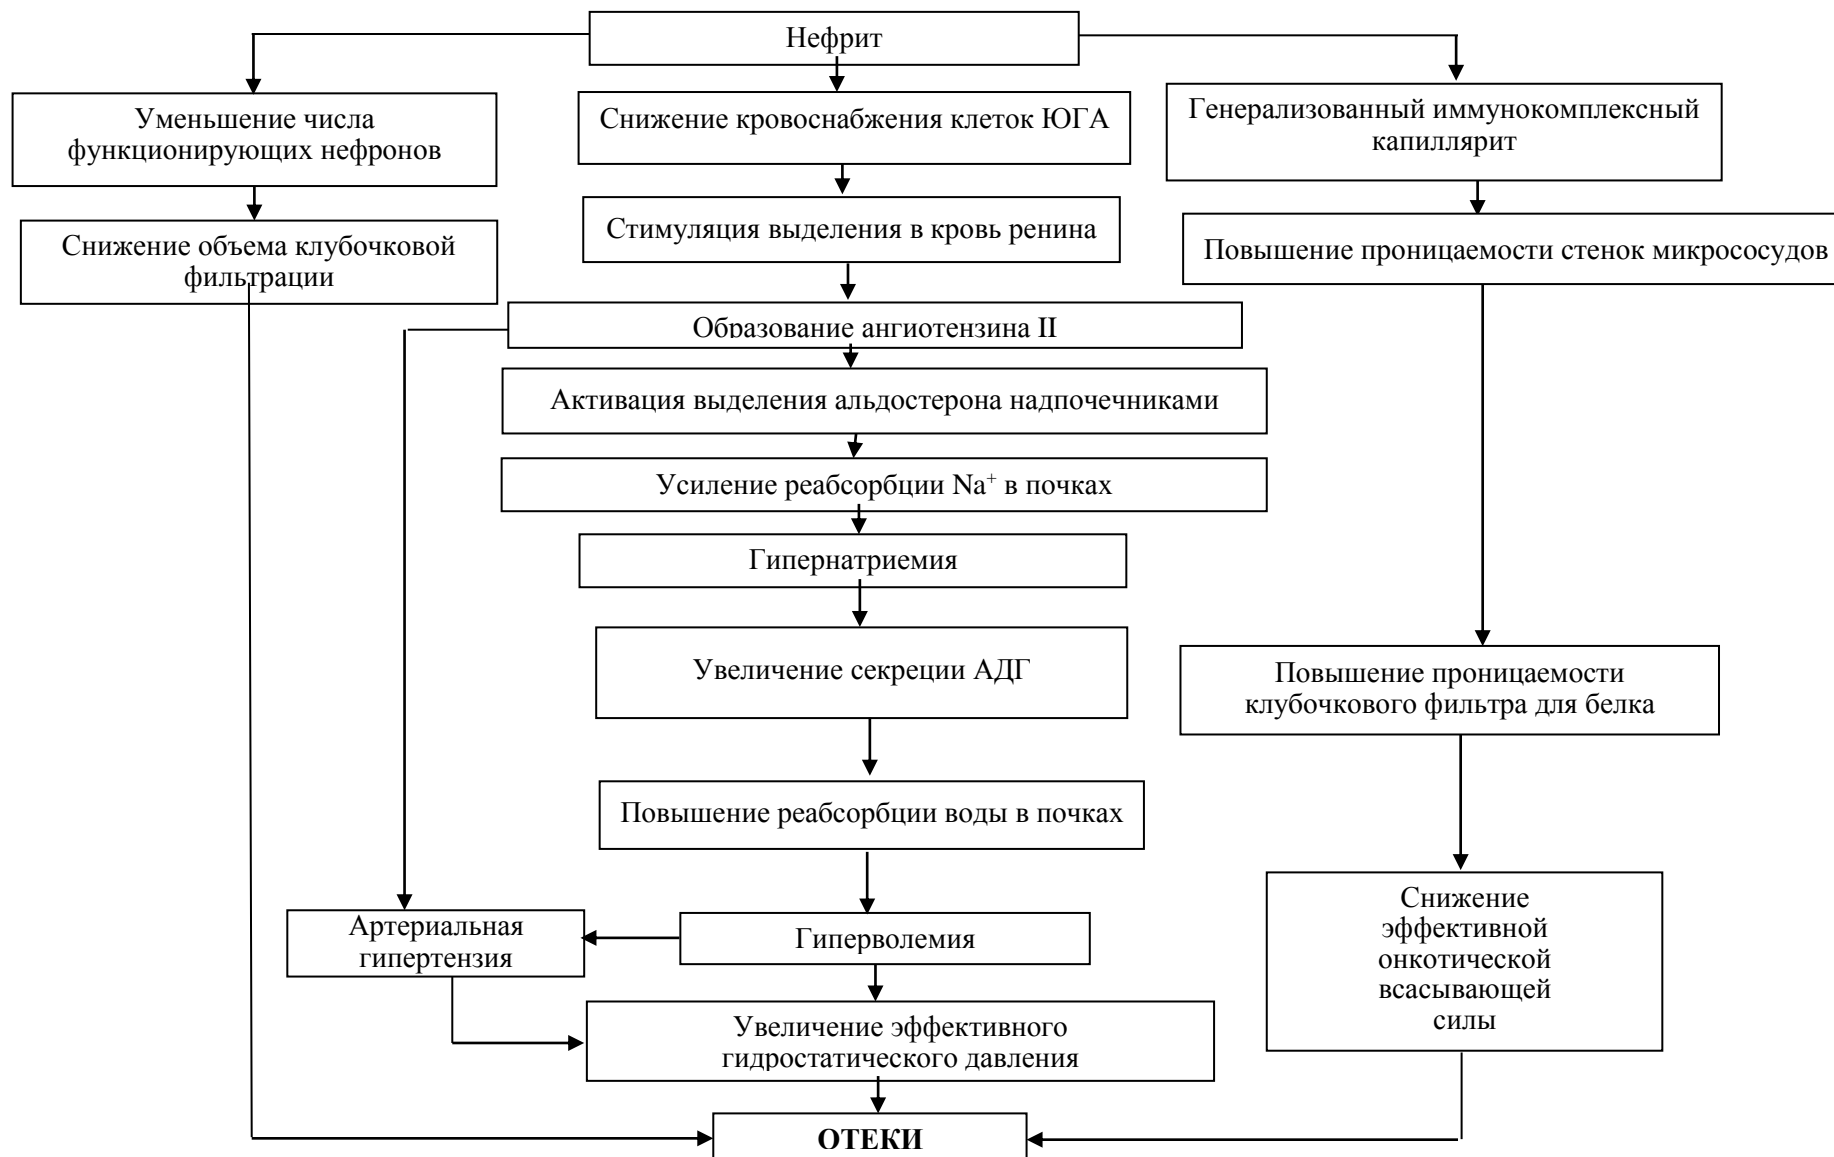 Нефрит
Уменьшение числа
функционирующих нефронов
Снижение кровоснабжения клеток ЮГА
Генерализованный иммунокомплексный
капиллярит
Снижение объема клубочковой
фильтрации
Стимуляция выделения в кровь ренина
Повышение проницаемости стенок микрососудов
Образование ангиотензина II
Активация выделения альдостерона надпочечниками
Усиление реабсорбции Na⁺ в почках
Гипернатриемия
Увеличение секреции АДГ
Повышение проницаемости
клубочкового фильтра для белка
Повышение реабсорбции воды в почках
Артериальная
гипертензия
Гиперволемия
Снижение
эффективной
онкотической
всасывающей
силы
Увеличение эффективного
гидростатического давления
ОТЕКИ